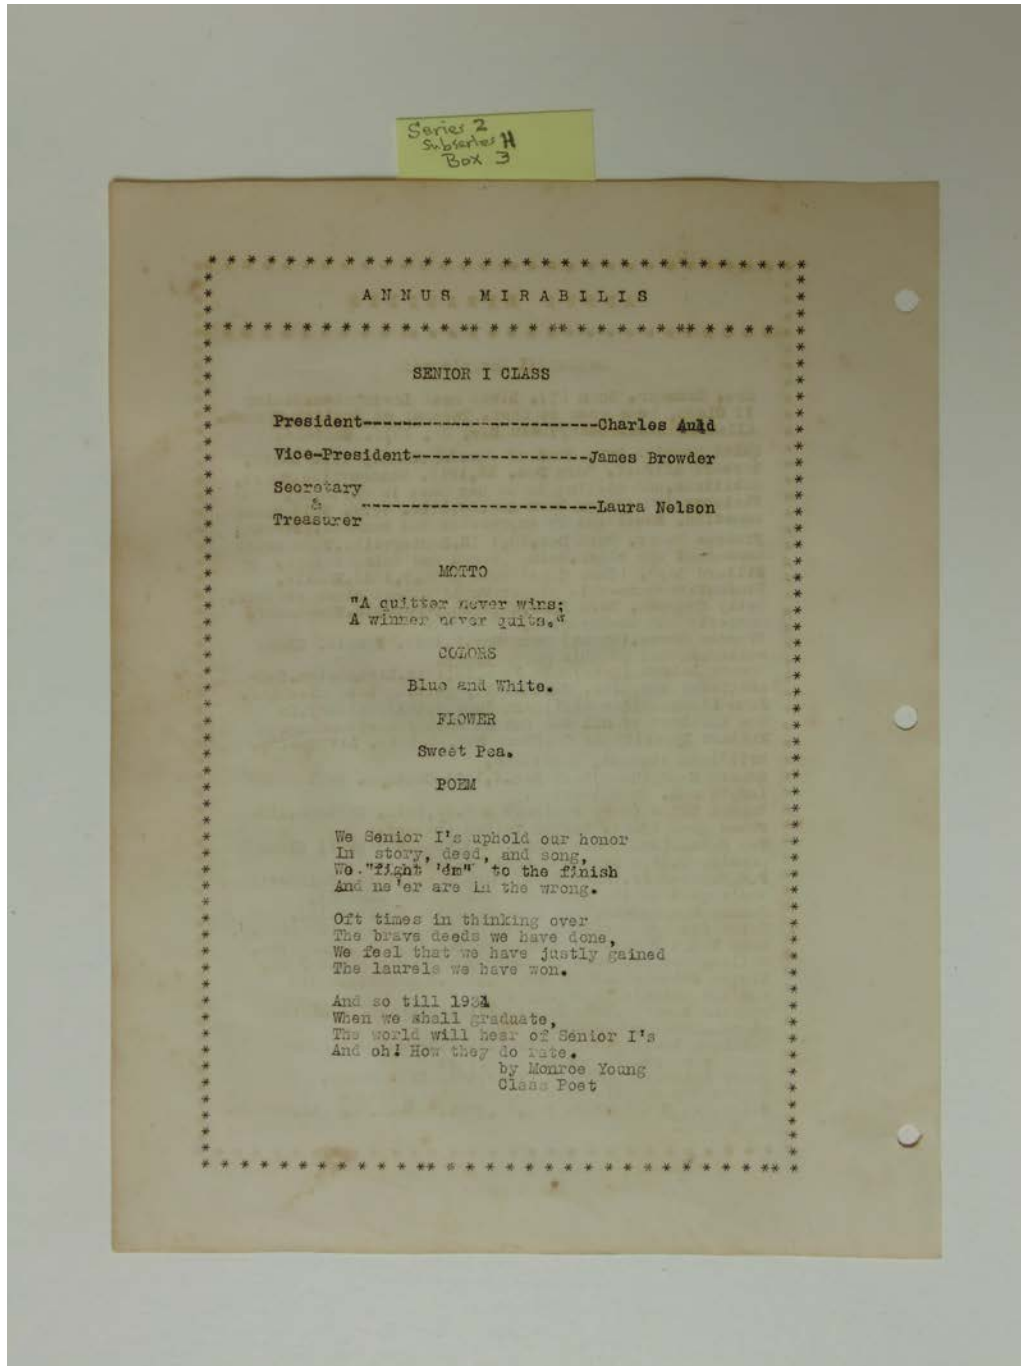 Series 2
Subseries H
Box 3
* * * * * * * * * * * * * * * * * * * * * * * * * * * * * * *
ANNUS MIRABILIS
* * * * * * * * * * * * * ** * * * ** * * * * * ** * * * *
SENIOR I CLASS
President------------------------Charles Auld
Vice-President------------------James Browder
Secretary
& ------------------------Laura Nelson
Treasurer
MOTTO
"A quitter never wins;
A winner never quits."
COLORS
Blue and White.
FLOWER
Sweet Pea.
POEM
We Senior I's uphold our honor
In story, deed, and song,
We "fight 'em" to the finish
And ne'er are in the wrong.
Oft times in thinking over
The brave deeds we have done,
We feel that we have justly gained
The laurels we have won.
And so till 1931
When we shall graduate,
The world will hear of Senior I's
And oh! How they do rate.
by Monroe Young
Class Poet
* * * * * * * * * * * ** * * * * * * * * * * * * * * * * ** *